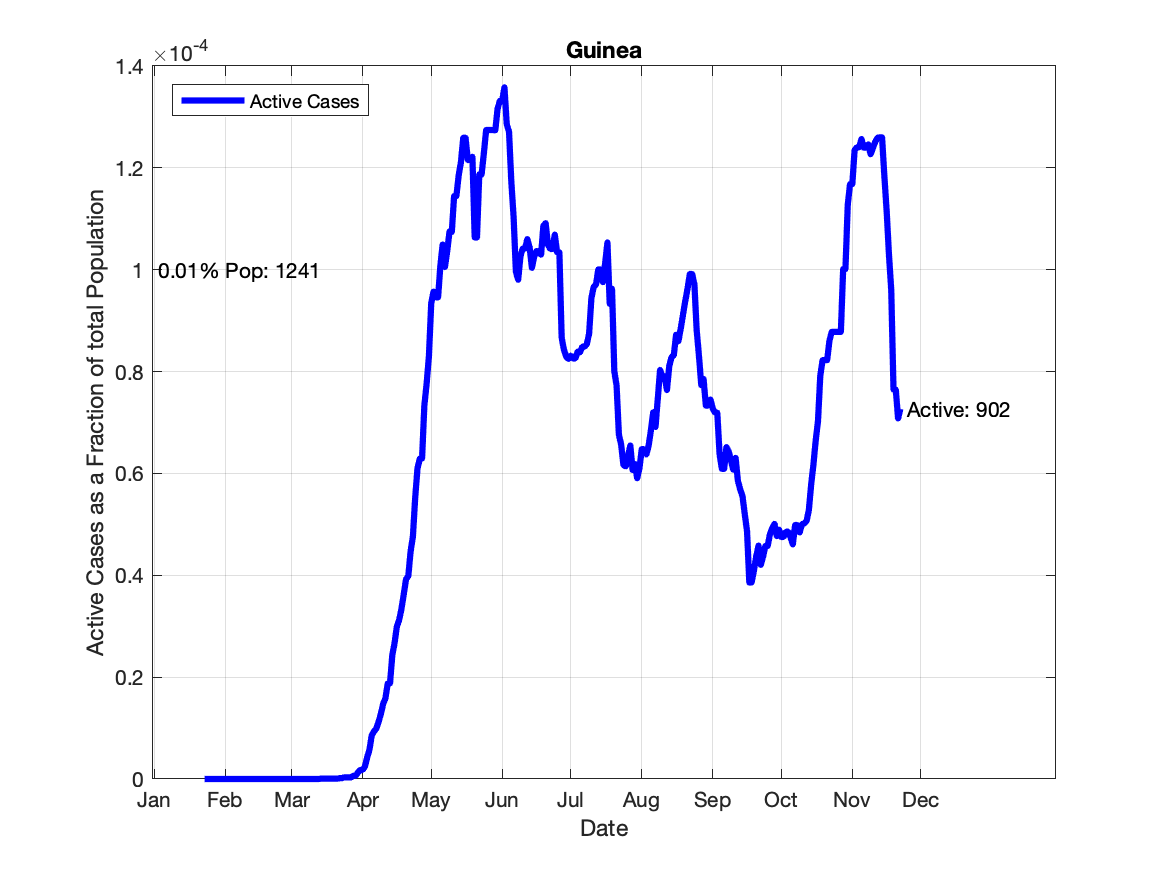 Guinea
×10⁻⁴
1.4
1.2
1
0.8
0.6
0.4
0.2
0
Active Cases as a Fraction of total Population
Active Cases
0.01% Pop: 1241
Active: 902
Jan Feb Mar Apr May Jun Jul Aug Sep Oct Nov Dec
Date